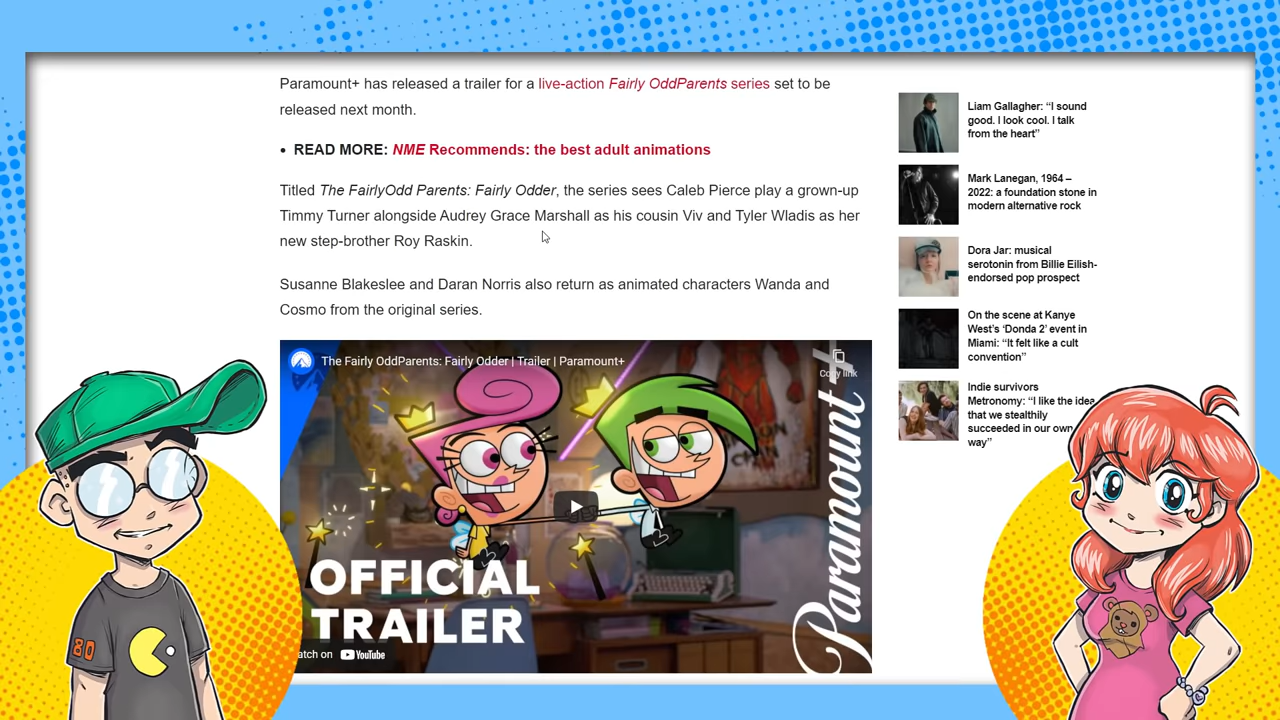 Paramount+ has released a trailer for a live-action Fairly OddParents series set to be
released next month.
• READ MORE: NME Recommends: the best adult animations
Titled The FairlyOdd Parents: Fairly Odder, the series sees Caleb Pierce play a grown-up
Timmy Turner alongside Audrey Grace Marshall as his cousin Viv and Tyler Wladis as her
new step-brother Roy Raskin.
Susanne Blakeslee and Daran Norris also return as animated characters Wanda and
Cosmo from the original series.
The Fairly OddParents: Fairly Odder | Trailer | Paramount+
Copy link
OFFICIAL
TRAILER
Paramount+
atch on YouTube
Liam Gallagher: “I sound
good. I look cool. I talk
from the heart”
Mark Lanegan, 1964 –
2022: a foundation stone in
modern alternative rock
Dora Jar: musical
serotonin from Billie Eilish-
endorsed pop prospect
On the scene at Kanye
West’s ‘Donda 2’ event in
Miami: “It felt like a cult
convention”
Indie survivors
Metronomy: “I like the idea
that we stealthily
succeeded in our own
way”
80